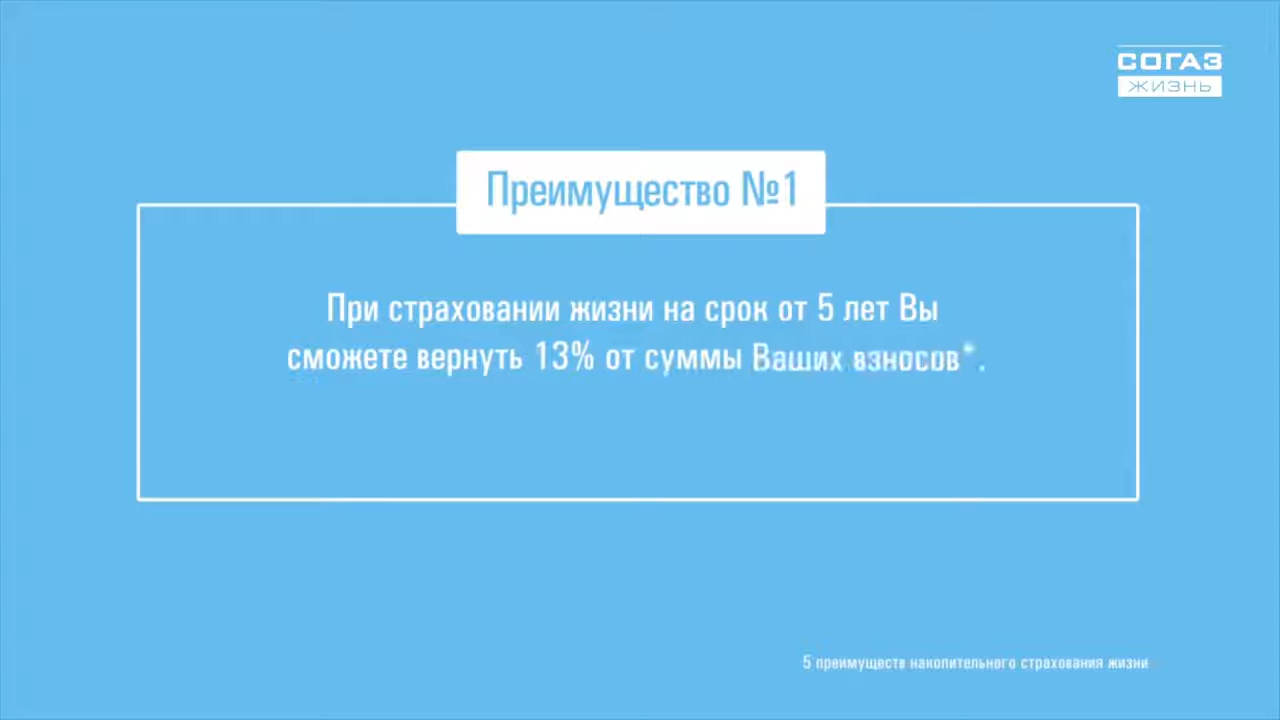 СОГАЗ
ЖИЗНЬ
Преимущество №1
При страховании жизни на срок от 5 лет Вы
сможете вернуть 13% от суммы Ваших взносов*.
5 преимуществ накопительного страхования жизни